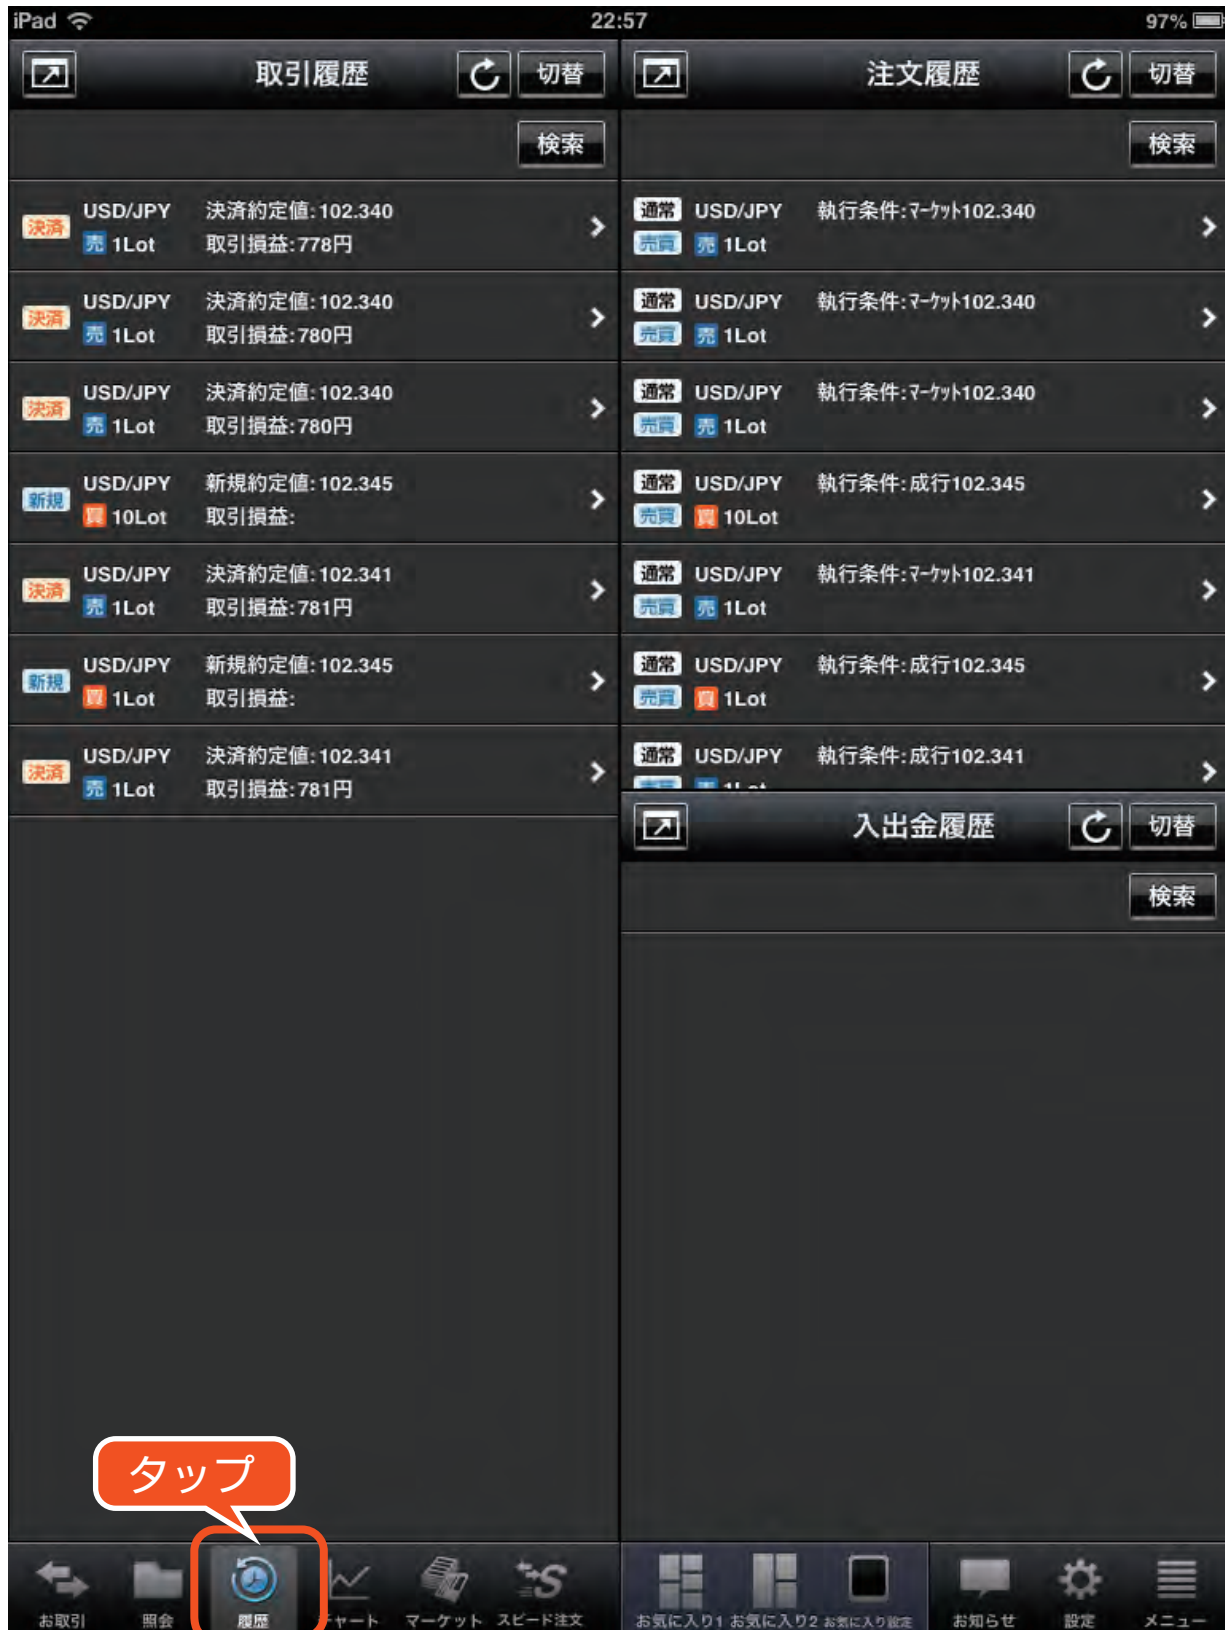 iPad 22:57 97%
取引履歴 切替
検索
決済 USD/JPY 決済約定値:102.340
売 1Lot 取引損益:778円
決済 USD/JPY 決済約定値:102.340
売 1Lot 取引損益:780円
決済 USD/JPY 決済約定値:102.340
売 1Lot 取引損益:780円
新規 USD/JPY 新規約定値:102.345
買 10Lot 取引損益:
決済 USD/JPY 決済約定値:102.341
売 1Lot 取引損益:781円
新規 USD/JPY 新規約定値:102.345
買 1Lot 取引損益:
決済 USD/JPY 決済約定値:102.341
売 1Lot 取引損益:781円
注文履歴 切替
検索
通常 USD/JPY 執行条件:ﾏｰｹｯﾄ102.340
売買 売 1Lot
通常 USD/JPY 執行条件:ﾏｰｹｯﾄ102.340
売買 売 1Lot
通常 USD/JPY 執行条件:ﾏｰｹｯﾄ102.340
売買 売 1Lot
通常 USD/JPY 執行条件:成行102.345
売買 買 10Lot
通常 USD/JPY 執行条件:ﾏｰｹｯﾄ102.341
売買 売 1Lot
通常 USD/JPY 執行条件:成行102.345
売買 買 1Lot
通常 USD/JPY 執行条件:成行102.341
入出金履歴 切替
検索
タップ
お取引 照会 履歴 チャート マーケット スピード注文 お気に入り1 お気に入り2 お気に入り設定 お知らせ 設定 メニュー